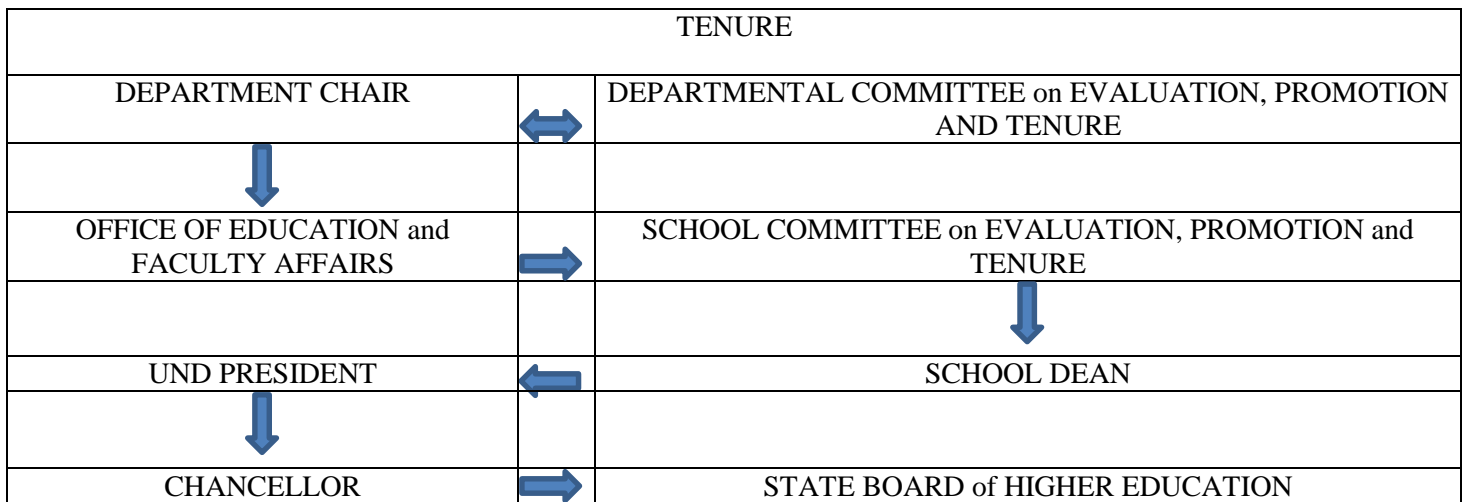 TENURE
DEPARTMENT CHAIR
DEPARTMENTAL COMMITTEE on EVALUATION, PROMOTION
AND TENURE
OFFICE OF EDUCATION and
FACULTY AFFAIRS
SCHOOL COMMITTEE on EVALUATION, PROMOTION and
TENURE
UND PRESIDENT
SCHOOL DEAN
CHANCELLOR
STATE BOARD of HIGHER EDUCATION